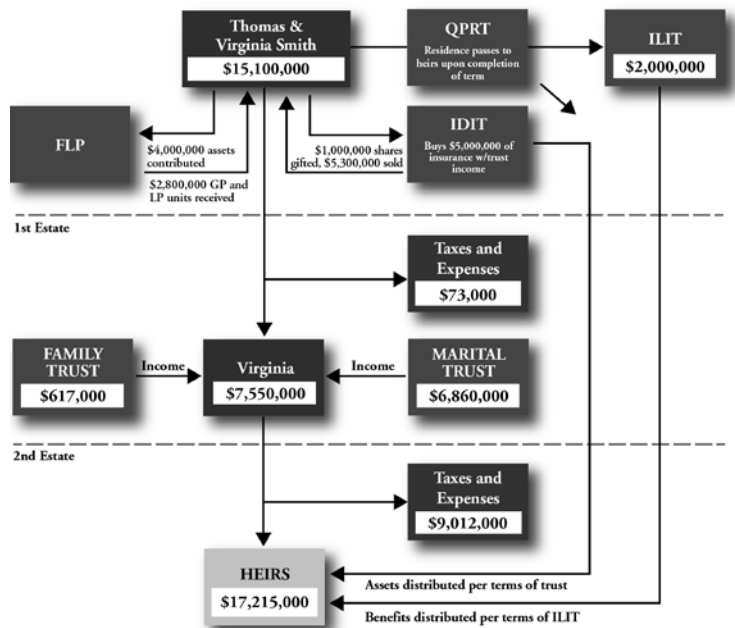 Thomas &
Virginia Smith
$15,100,000
QPRT
Residence passes to
heirs upon completion
of term
ILIT
$2,000,000
FLP
$4,000,000 assets
contributed
$2,800,000 GP and
LP units received
$1,000,000 shares
gifted, $5,300,000 sold
IDIT
Buys $5,000,000 of
insurance w/trust
income
1st Estate
Taxes and
Expenses
$73,000
FAMILY
TRUST
$617,000
Income
Virginia
$7,550,000
Income
MARITAL
TRUST
$6,860,000
2nd Estate
Taxes and
Expenses
$9,012,000
HEIRS
$17,215,000
Assets distributed per terms of trust
Benefits distributed per terms of ILIT